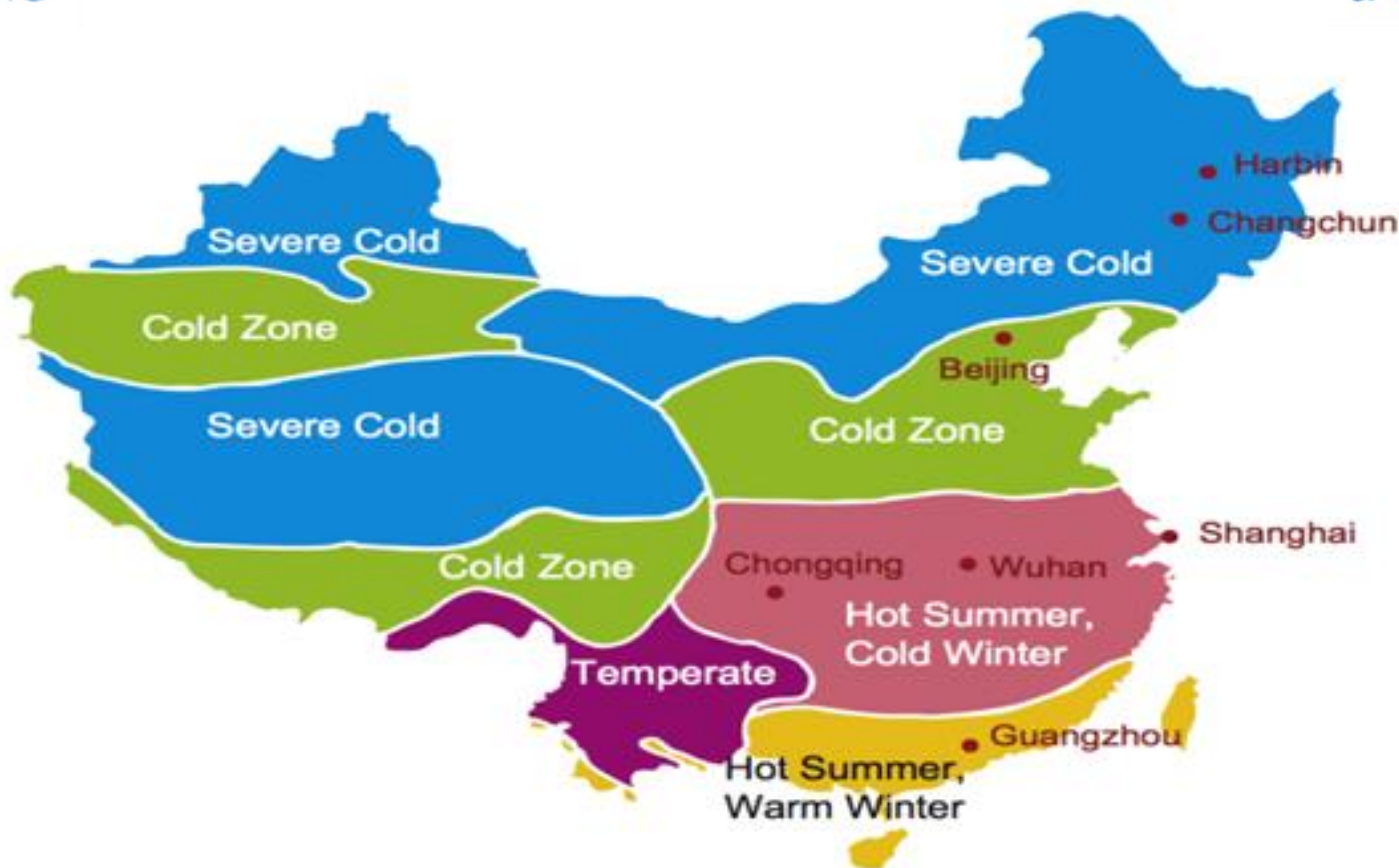 Harbin
Changchun
Severe Cold
Severe Cold
Cold Zone
Beijing
Severe Cold
Cold Zone
Shanghai
Chongqing
Wuhan
Cold Zone
Hot Summer,
Cold Winter
Temperate
Guangzhou
Hot Summer,
Warm Winter